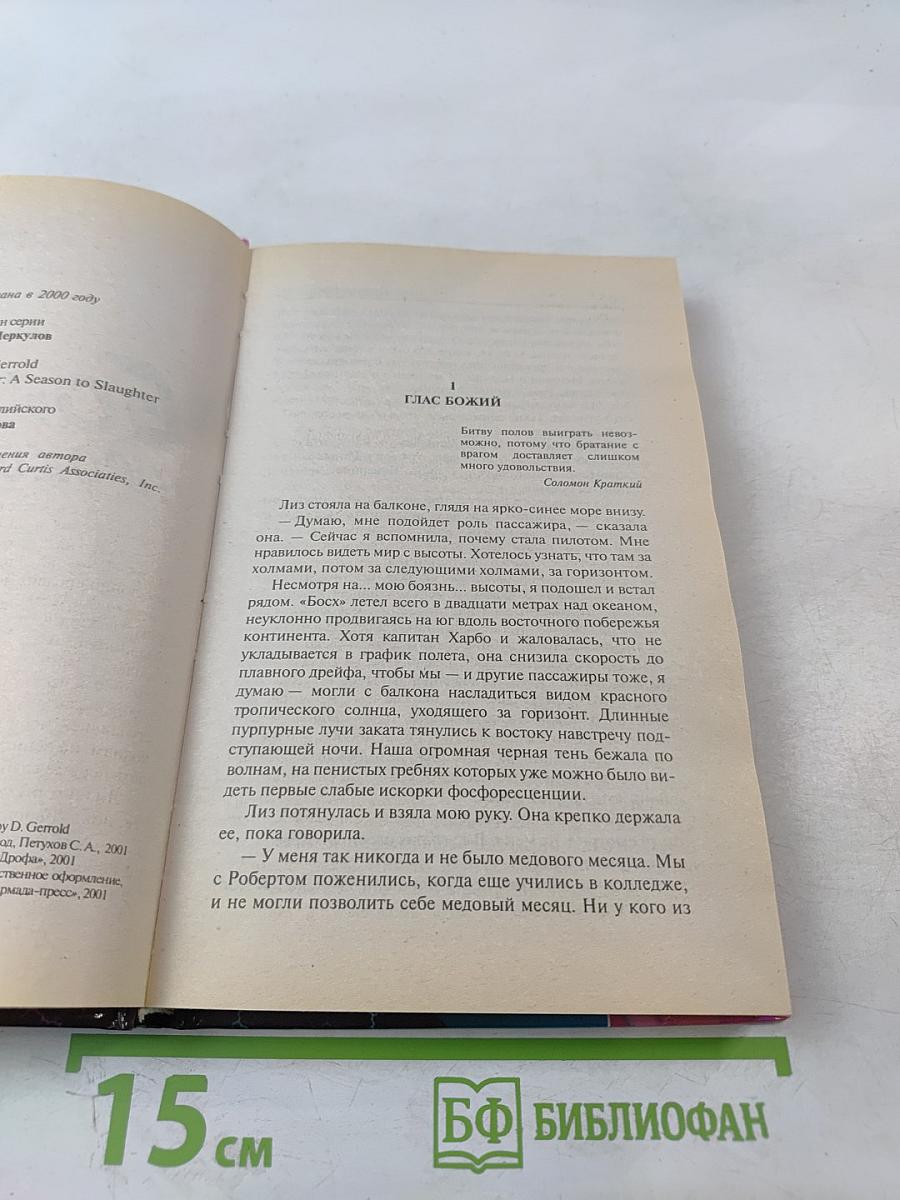 ана в 2000 году
н серии
Меркулов
Gerrold
r: A Season to Slaughter
лийского
ова
чения автора
rd Curtis Associaties, Inc.
by D. Gerrold
од, Петухов С. А., 2001
«Дрофа», 2001
ственное оформление,
рмада-пресс», 2001
1
ГЛАС БОЖИЙ
Битву полов выиграть невоз-
можно, потому что братание с
врагом доставляет слишком
много удовольствия.
Соломон Краткий
Лиз стояла на балконе, глядя на ярко-синее море внизу.
— Думаю, мне подойдет роль пассажира, — сказала
она. — Сейчас я вспомнила, почему стала пилотом. Мне
нравилось видеть мир с высоты. Хотелось узнать, что там за
холмами, потом за следующими холмами, за горизонтом.
Несмотря на... мою боязнь... высоты, я подошел и встал
рядом. «Босх» летел всего в двадцати метрах над океаном,
неуклонно продвигаясь на юг вдоль восточного побережья
континента. Хотя капитан Харбо и жаловалась, что не
укладывается в график полета, она снизила скорость до
плавного дрейфа, чтобы мы — и другие пассажиры тоже, я
думаю — могли с балкона насладиться видом красного
тропического солнца, уходящего за горизонт. Длинные
пурпурные лучи заката тянулись к востоку навстречу под-
ступающей ночи. Наша огромная черная тень бежала по
волнам, на пенистых гребнях которых уже можно было ви-
деть первые слабые искорки фосфоресценции.
Лиз потянулась и взяла мою руку. Она крепко держала
ее, пока говорила.
— У меня так никогда и не было медового месяца. Мы
с Робертом поженились, когда еще учились в колледже,
и не могли позволить себе медовый месяц. Ни у кого из
15 см
БФ БИБЛИОФАН